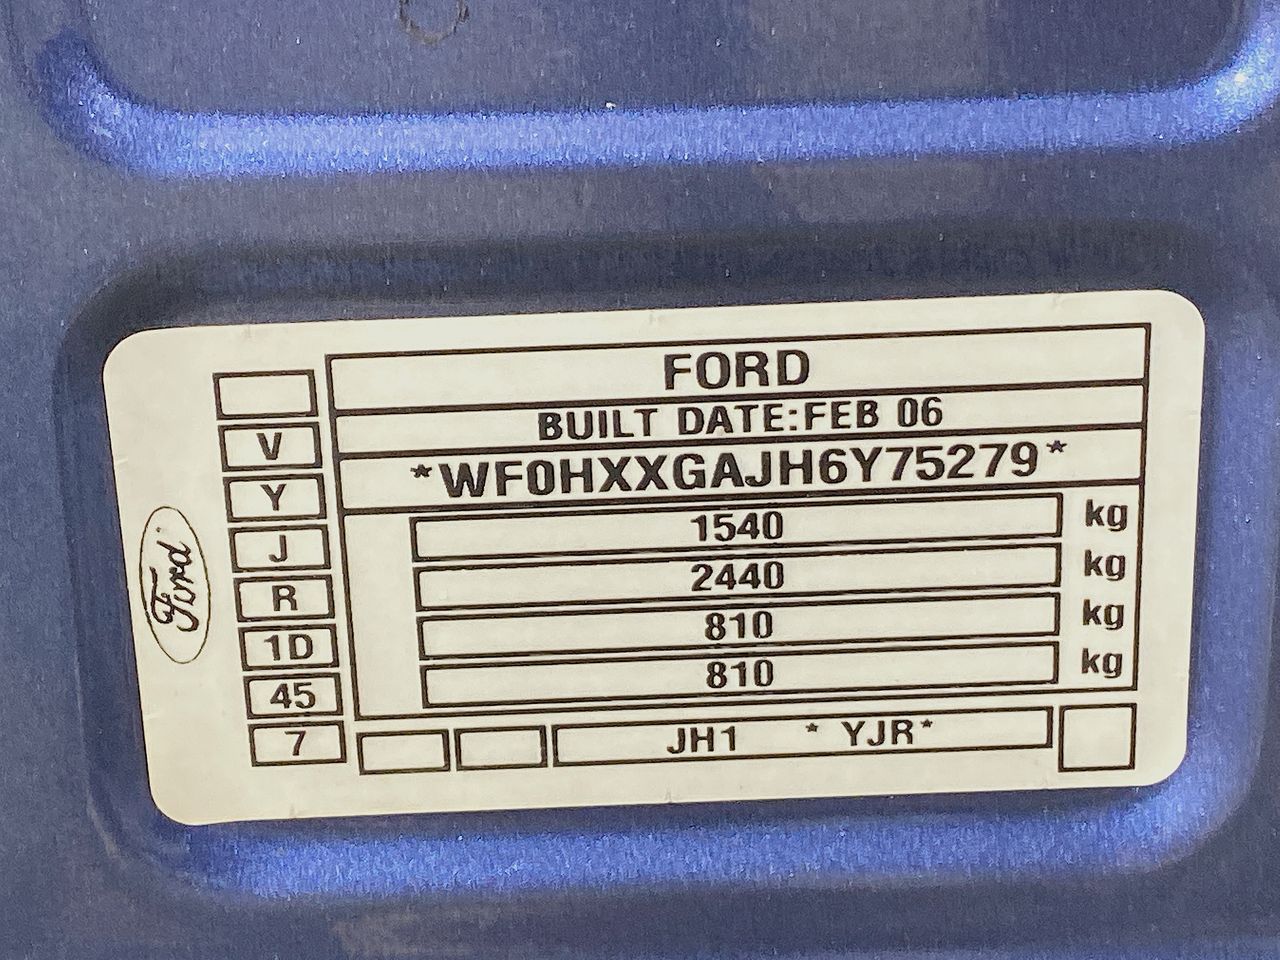 FORD
BUILT DATE:FEB 06
*WF0HXXGAJH6Y75279*
1540 kg
2440 kg
810 kg
810 kg
JH1 * YJR*
V
Y
J
R
1D
45
7
Ford